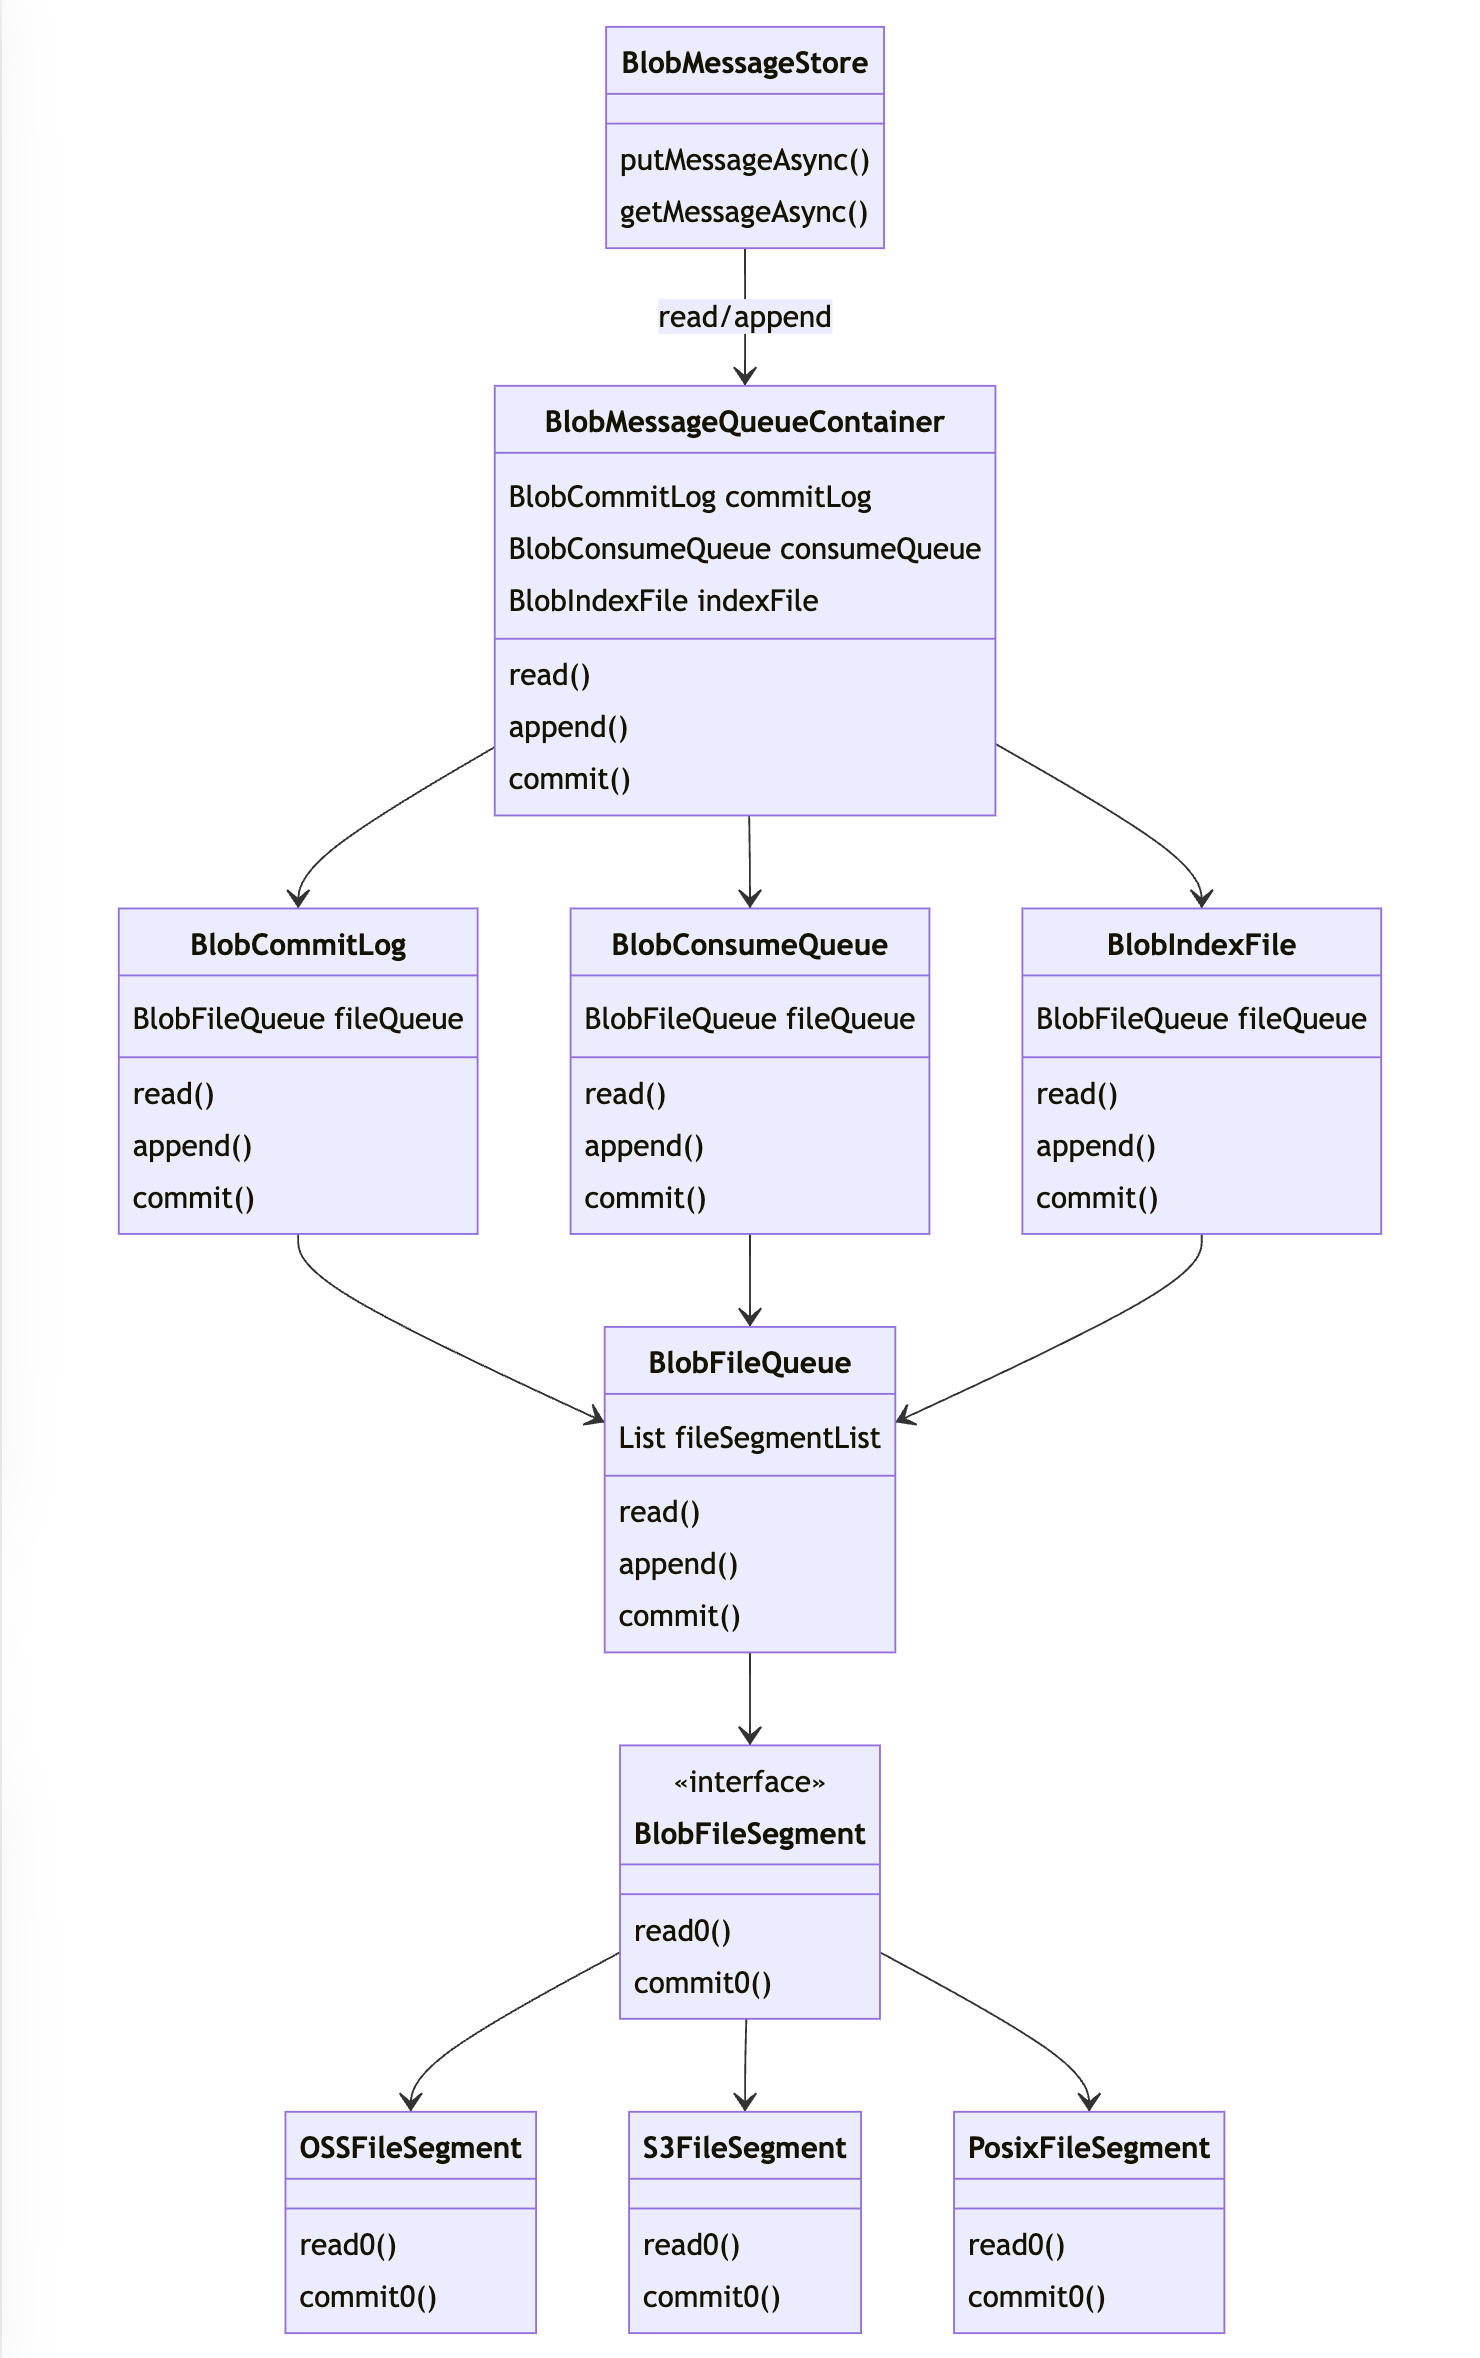 BlobMessageStore
putMessageAsync()
getMessageAsync()
read/append
BlobMessageQueueContainer
BlobCommitLog commitLog
BlobConsumeQueue consumeQueue
BlobIndexFile indexFile
read()
append()
commit()
BlobCommitLog
BlobFileQueue fileQueue
read()
append()
commit()
BlobConsumeQueue
BlobFileQueue fileQueue
read()
append()
commit()
BlobIndexFile
BlobFileQueue fileQueue
read()
append()
commit()
BlobFileQueue
List fileSegmentList
read()
append()
commit()
«interface»
BlobFileSegment
read0()
commit0()
OSSFileSegment
read0()
commit0()
S3FileSegment
read0()
commit0()
PosixFileSegment
read0()
commit0()